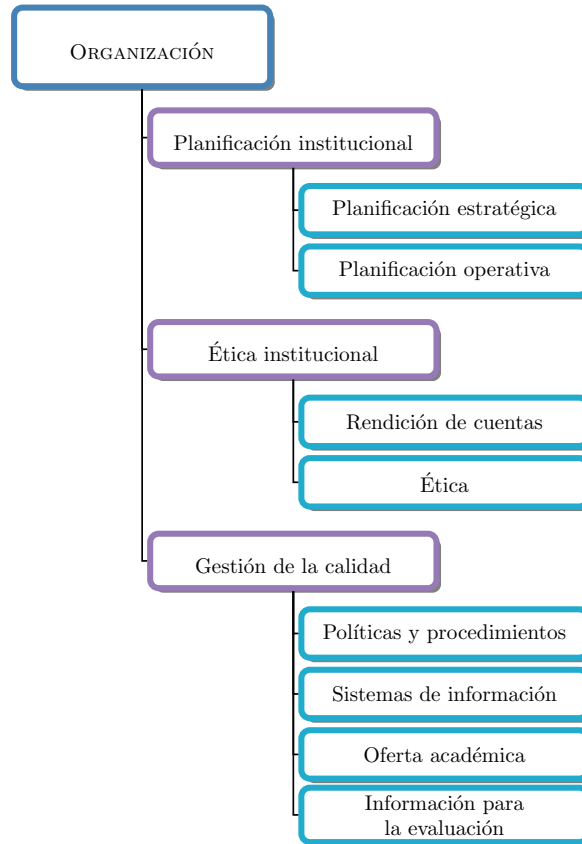 ORGANIZACIÓN
Planificación institucional
Planificación estratégica
Planificación operativa
Ética institucional
Rendición de cuentas
Ética
Gestión de la calidad
Políticas y procedimientos
Sistemas de información
Oferta académica
Información para
la evaluación